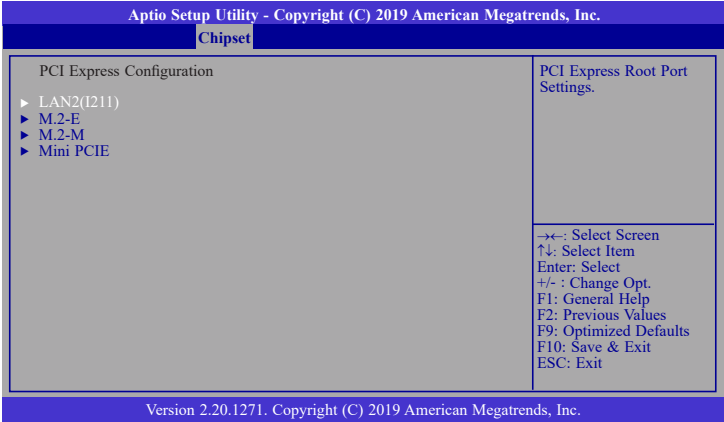 Aptio Setup Utility - Copyright (C) 2019 American Megatrends, Inc.
Chipset
PCI Express Configuration
► LAN2(I211)
► M.2-E
► M.2-M
► Mini PCIE
PCI Express Root Port
Settings.
→←: Select Screen
↑↓: Select Item
Enter: Select
+/- : Change Opt.
F1: General Help
F2: Previous Values
F9: Optimized Defaults
F10: Save & Exit
ESC: Exit
Version 2.20.1271. Copyright (C) 2019 American Megatrends, Inc.